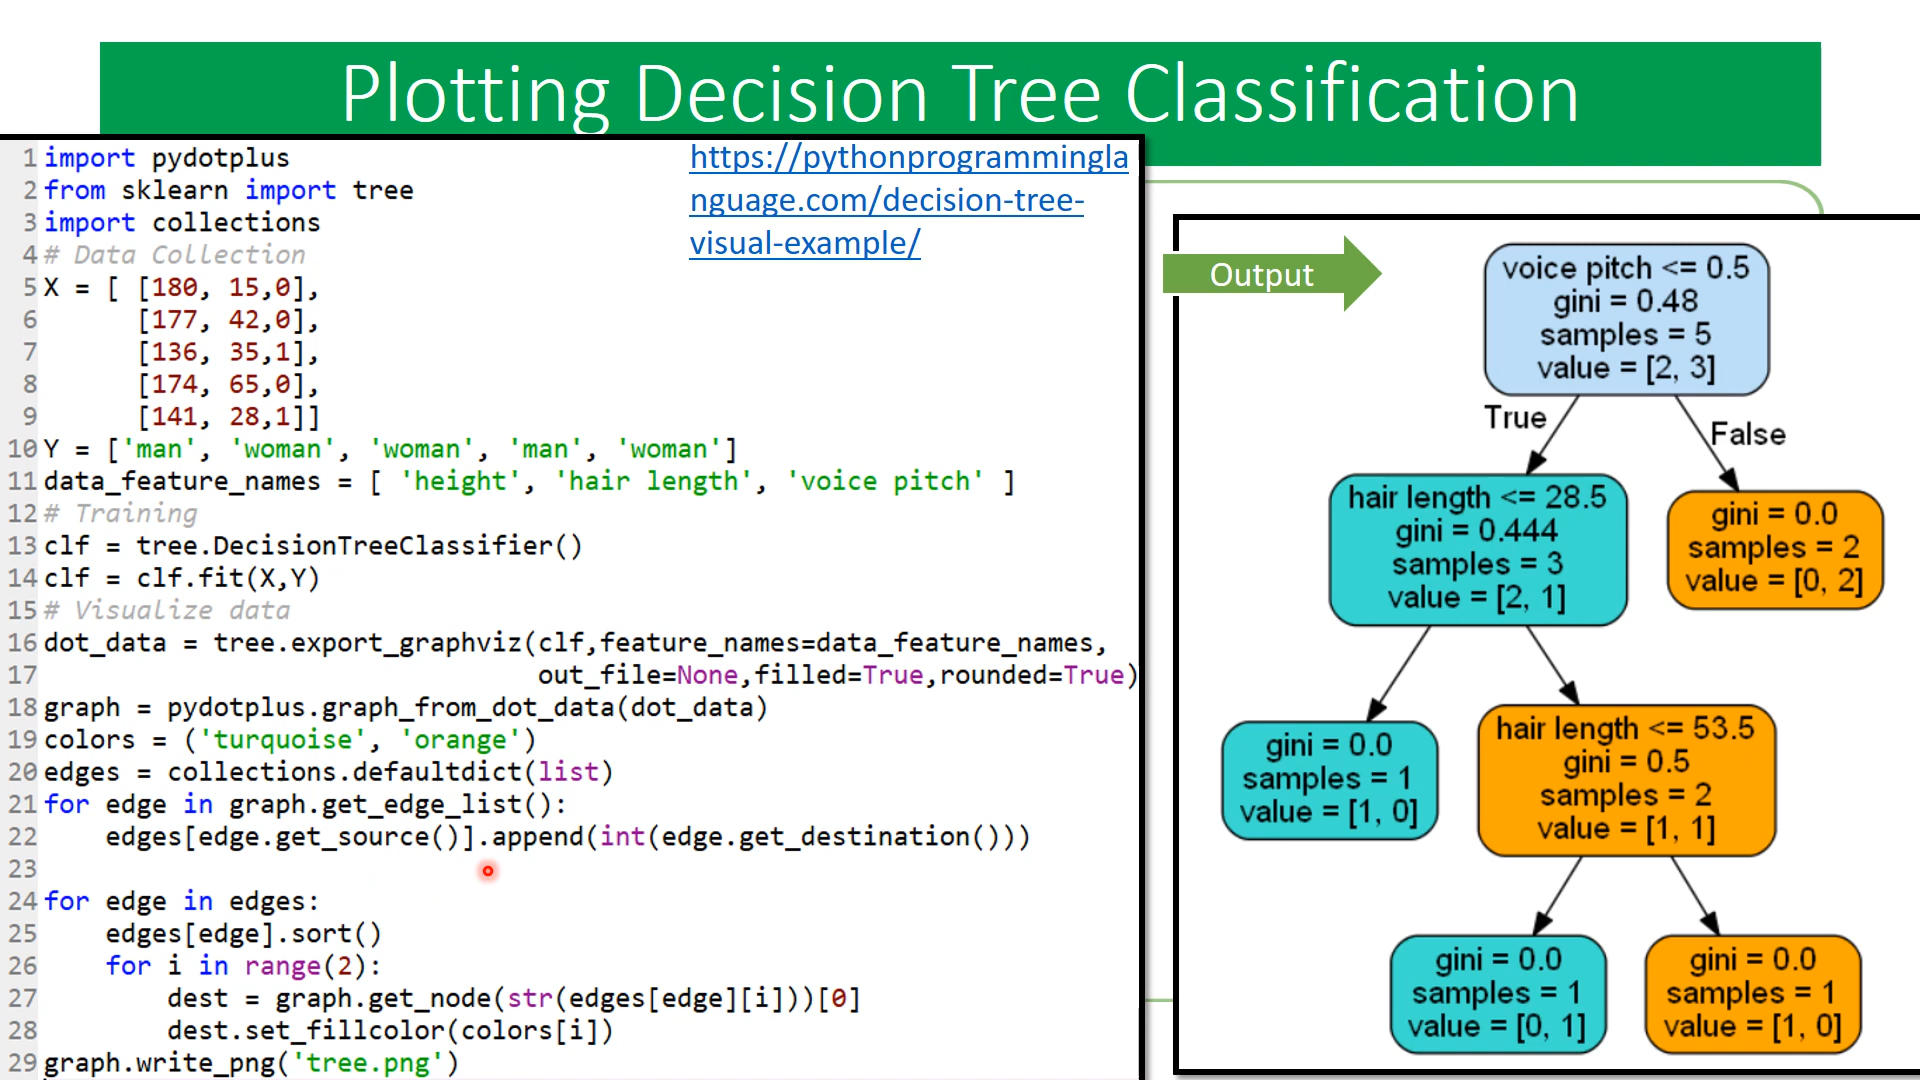 Plotting Decision Tree Classification
1 import pydotplus
2 from sklearn import tree
3 import collections
4 # Data Collection
5 X = [ [180, 15,0],
6       [177, 42,0],
7       [136, 35,1],
8       [174, 65,0],
9       [141, 28,1]]
10 Y = ['man', 'woman', 'woman', 'man', 'woman']
11 data_feature_names = [ 'height', 'hair length', 'voice pitch' ]
12 # Training
13 clf = tree.DecisionTreeClassifier()
14 clf = clf.fit(X,Y)
15 # Visualize data
16 dot_data = tree.export_graphviz(clf,feature_names=data_feature_names,
17                                 out_file=None,filled=True,rounded=True)
18 graph = pydotplus.graph_from_dot_data(dot_data)
19 colors = ('turquoise', 'orange')
20 edges = collections.defaultdict(list)
21 for edge in graph.get_edge_list():
22     edges[edge.get_source()].append(int(edge.get_destination()))
23
24 for edge in edges:
25     edges[edge].sort()
26     for i in range(2):
27         dest = graph.get_node(str(edges[edge][i]))[0]
28         dest.set_fillcolor(colors[i])
29 graph.write_png('tree.png')
https://pythonprogrammingla
nguage.com/decision-tree-
visual-example/
Output
voice pitch <= 0.5
gini = 0.48
samples = 5
value = [2, 3]
True
False
hair length <= 28.5
gini = 0.444
samples = 3
value = [2, 1]
gini = 0.0
samples = 2
value = [0, 2]
gini = 0.0
samples = 1
value = [1, 0]
hair length <= 53.5
gini = 0.5
samples = 2
value = [1, 1]
gini = 0.0
samples = 1
value = [0, 1]
gini = 0.0
samples = 1
value = [1, 0]